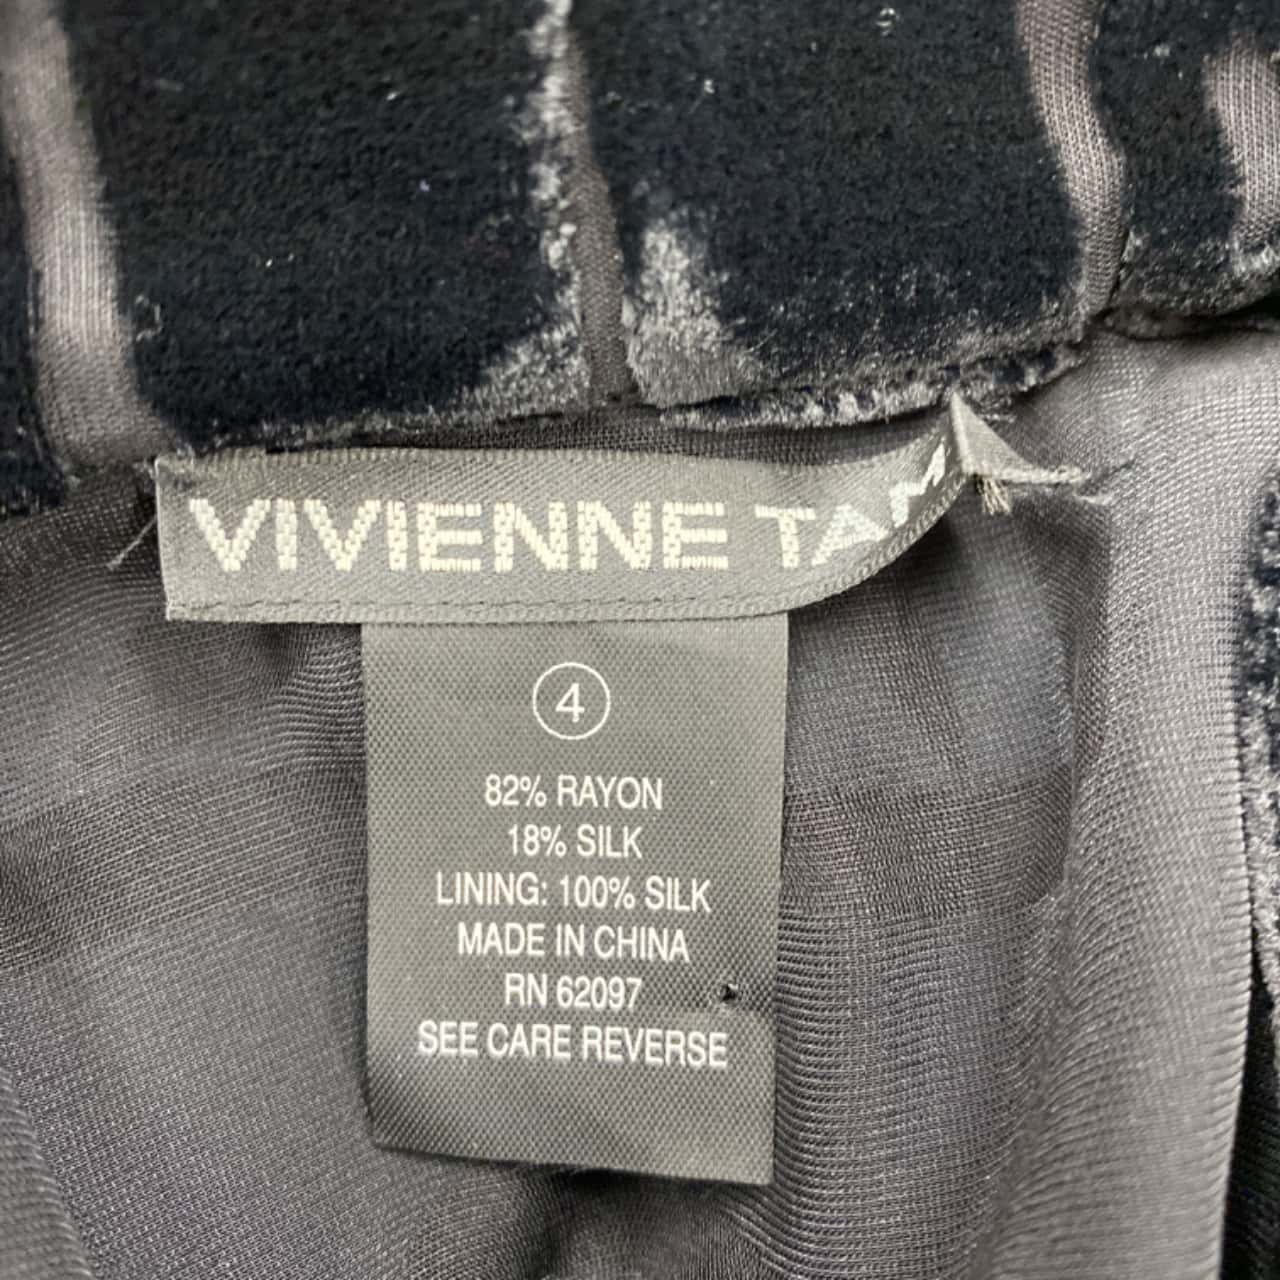 VIVIENNE TAM
4
82% RAYON
18% SILK
LINING: 100% SILK
MADE IN CHINA
RN 62097
SEE CARE REVERSE